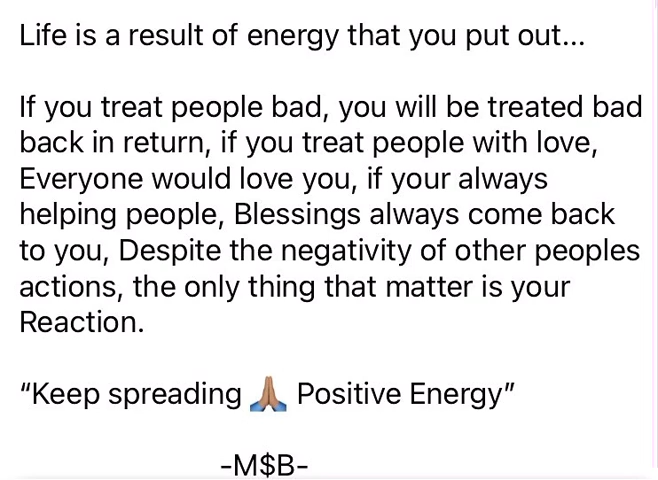 Life is a result of energy that you put out...
If you treat people bad, you will be treated bad
back in return, if you treat people with love,
Everyone would love you, if your always
helping people, Blessings always come back
to you, Despite the negativity of other peoples
actions, the only thing that matter is your
Reaction.
“Keep spreading 🙏🏽 Positive Energy”
-M$B-